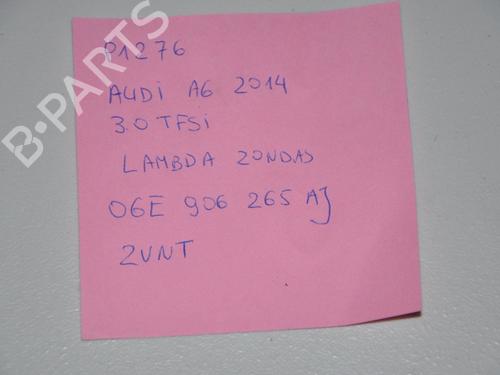 P1276
AUDi A6 2014
3.0 TFSi
LAMBDA ZONDAS
06E 906 265 AJ
2VNT
B-PARTS